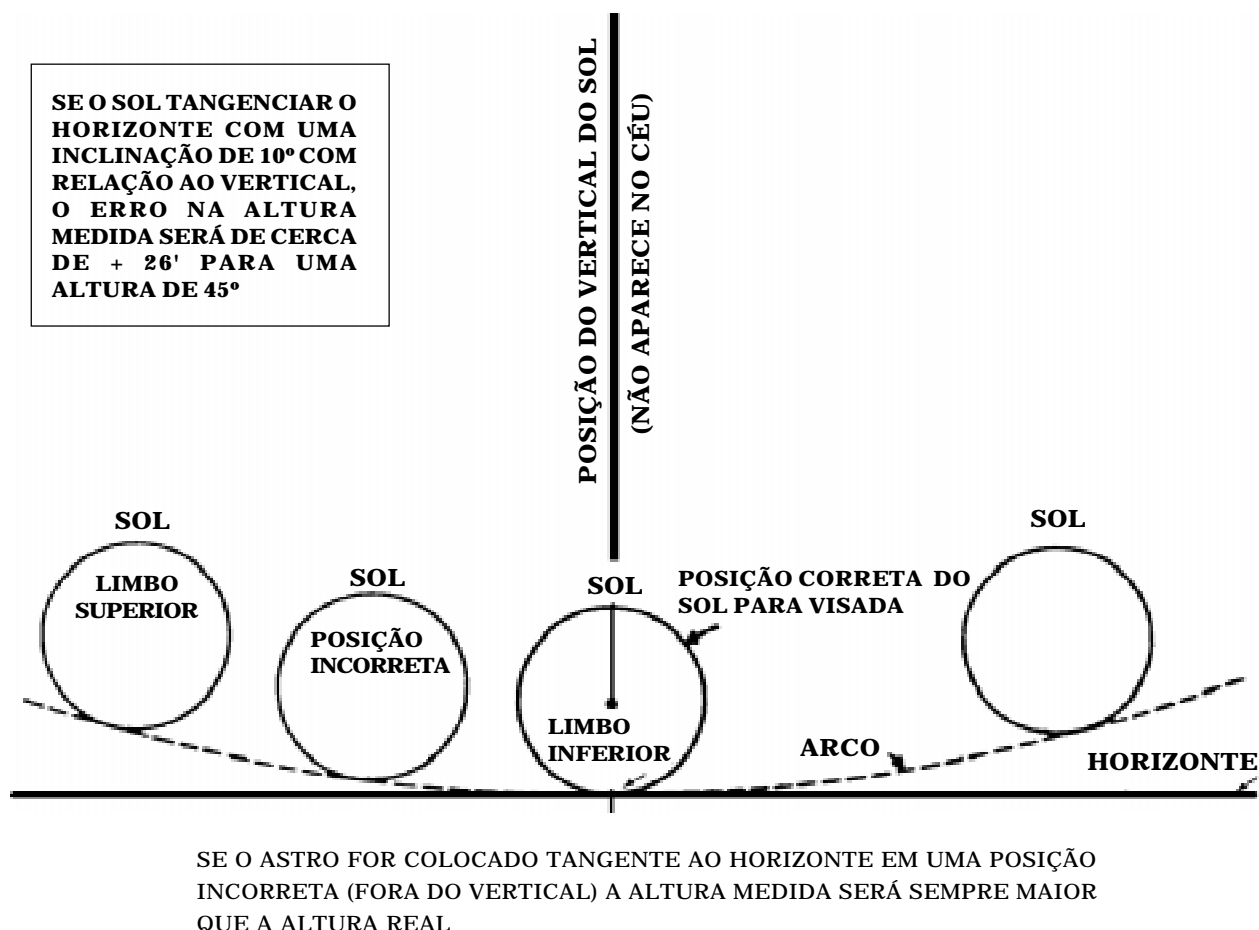 SE O SOL TANGENCIAR O
HORIZONTE COM UMA
INCLINAÇÃO DE 10º COM
RELAÇÃO AO VERTICAL,
O ERRO NA ALTURA
MEDIDA SERÁ DE CERCA
DE + 26' PARA UMA
ALTURA DE 45º
POSIÇÃO DO VERTICAL DO SOL
(NÃO APARECE NO CÉU)
SOL
LIMBO
SUPERIOR
SOL
POSIÇÃO
INCORRETA
SOL
LIMBO
INFERIOR
POSIÇÃO CORRETA DO
SOL PARA VISADA
SOL
ARCO
HORIZONTE
SE O ASTRO FOR COLOCADO TANGENTE AO HORIZONTE EM UMA POSIÇÃO
INCORRETA (FORA DO VERTICAL) A ALTURA MEDIDA SERÁ SEMPRE MAIOR
QUE A ALTURA REAL